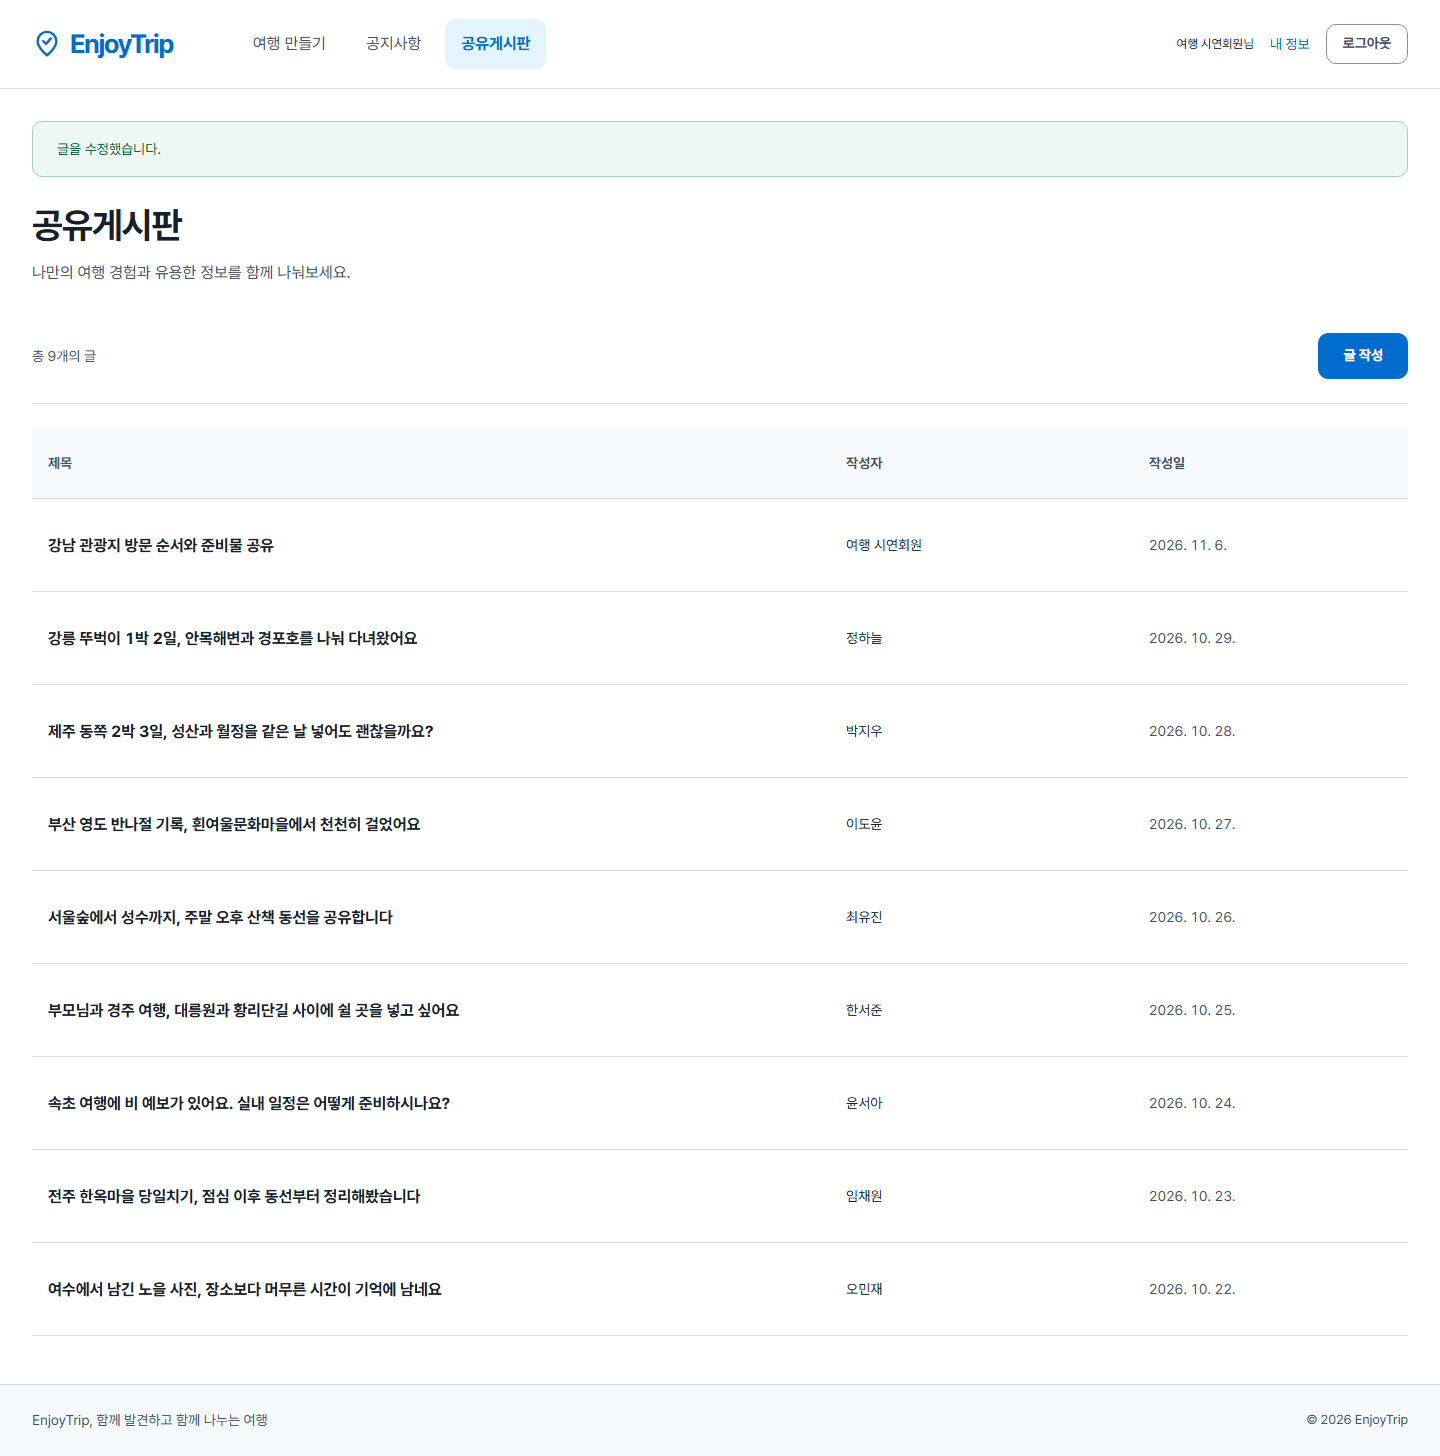 EnjoyTrip
여행 만들기
공지사항
공유게시판
여행 시연회원님
내 정보
로그아웃
글을 수정했습니다.
공유게시판
나만의 여행 경험과 유용한 정보를 함께 나눠보세요.
총 9개의 글
글 작성
제목 작성자 작성일
강남 관광지 방문 순서와 준비물 공유 여행 시연회원 2026. 11. 6.
강릉 뚜벅이 1박 2일, 안목해변과 경포호를 나눠 다녀왔어요 정하늘 2026. 10. 29.
제주 동쪽 2박 3일, 성산과 월정을 같은 날 넣어도 괜찮을까요? 박지우 2026. 10. 28.
부산 영도 반나절 기록, 흰여울문화마을에서 천천히 걸었어요 이도윤 2026. 10. 27.
서울숲에서 성수까지, 주말 오후 산책 동선을 공유합니다 최유진 2026. 10. 26.
부모님과 경주 여행, 대릉원과 황리단길 사이에 쉴 곳을 넣고 싶어요 한서준 2026. 10. 25.
속초 여행에 비 예보가 있어요. 실내 일정은 어떻게 준비하시나요? 윤서아 2026. 10. 24.
전주 한옥마을 당일치기, 점심 이후 동선부터 정리해봤습니다 임채원 2026. 10. 23.
여수에서 남긴 노을 사진, 장소보다 머무른 시간이 기억에 남네요 오민재 2026. 10. 22.
EnjoyTrip, 함께 발견하고 함께 나누는 여행
© 2026 EnjoyTrip